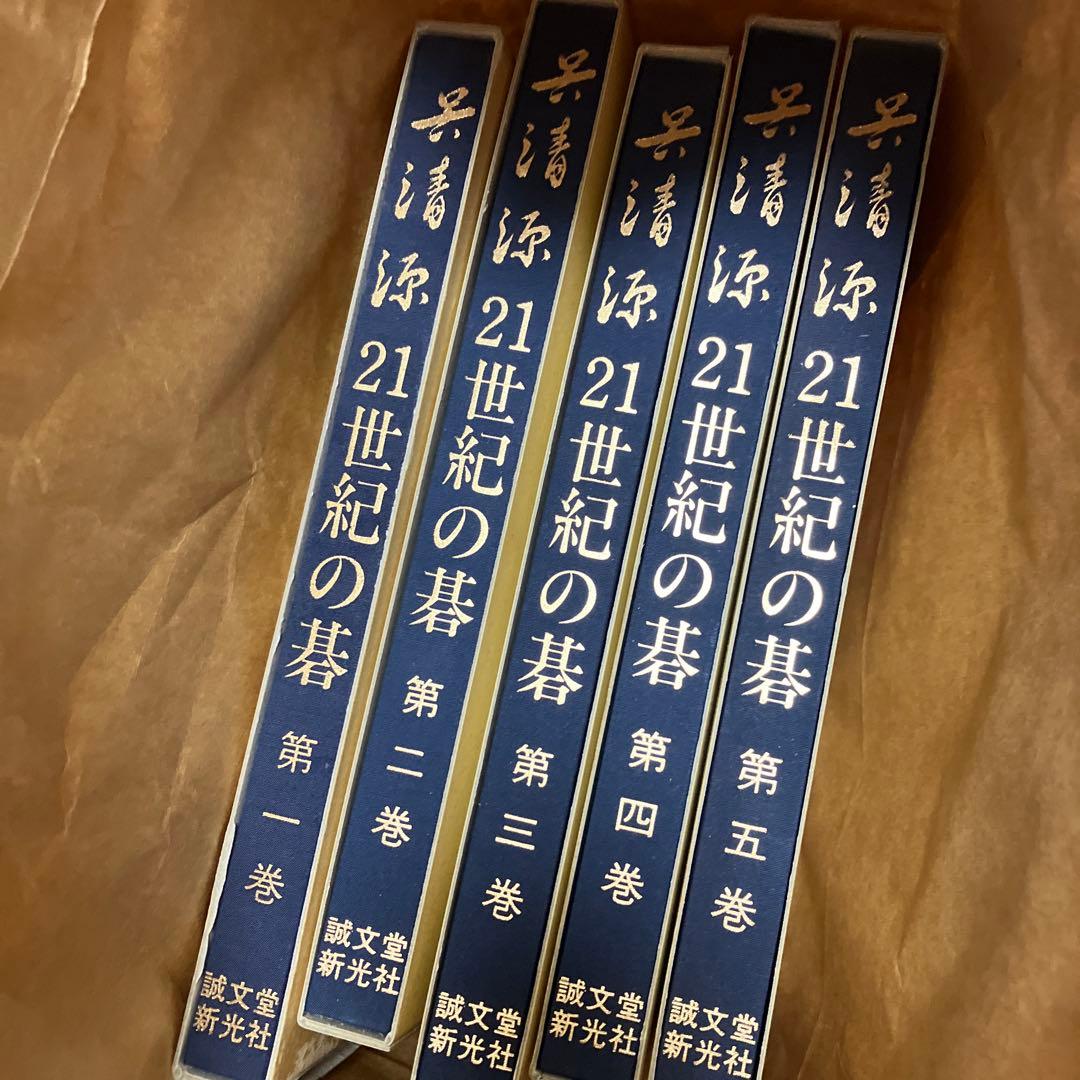 呉清源 21世紀の碁 第一巻
誠文堂
新光社
呉清源 21世紀の碁 第二巻
誠文堂
新光社
呉清源 21世紀の碁 第三巻
誠文堂
新光社
呉清源 21世紀の碁 第四巻
誠文堂
新光社
呉清源 21世紀の碁 第五巻
誠文堂
新光社